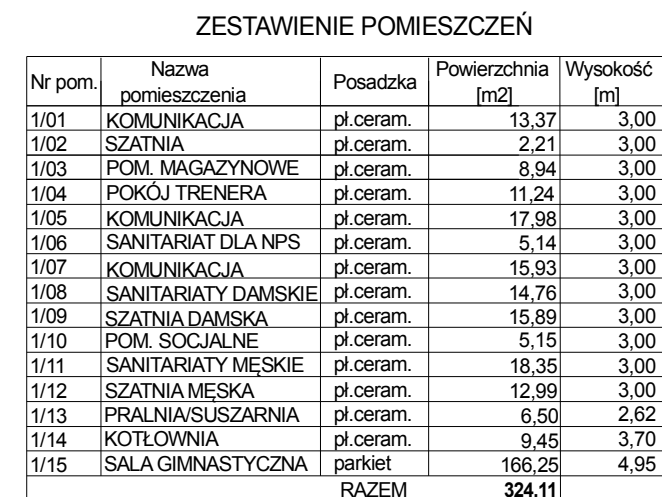 ZESTAWIENIE POMIESZCZEŃ
Nr pom. Nazwa pomieszczenia Posadzka Powierzchnia [m2] Wysokość [m]
1/01 KOMUNIKACJA pł.ceram. 13,37 3,00
1/02 SZATNIA pł.ceram. 2,21 3,00
1/03 POM. MAGAZYNOWE pł.ceram. 8,94 3,00
1/04 POKÓJ TRENERA pł.ceram. 11,24 3,00
1/05 KOMUNIKACJA pł.ceram. 17,98 3,00
1/06 SANITARIAT DLA NPS pł.ceram. 5,14 3,00
1/07 KOMUNIKACJA pł.ceram. 15,93 3,00
1/08 SANITARIATY DAMSKIE pł.ceram. 14,76 3,00
1/09 SZATNIA DAMSKA pł.ceram. 15,89 3,00
1/10 POM. SOCJALNE pł.ceram. 5,15 3,00
1/11 SANITARIATY MĘSKIE pł.ceram. 18,35 3,00
1/12 SZATNIA MĘSKA pł.ceram. 12,99 3,00
1/13 PRALNIA/SUSZARNIA pł.ceram. 6,50 2,62
1/14 KOTŁOWNIA pł.ceram. 9,45 3,70
1/15 SALA GIMNASTYCZNA parkiet 166,25 4,95
RAZEM 324,11